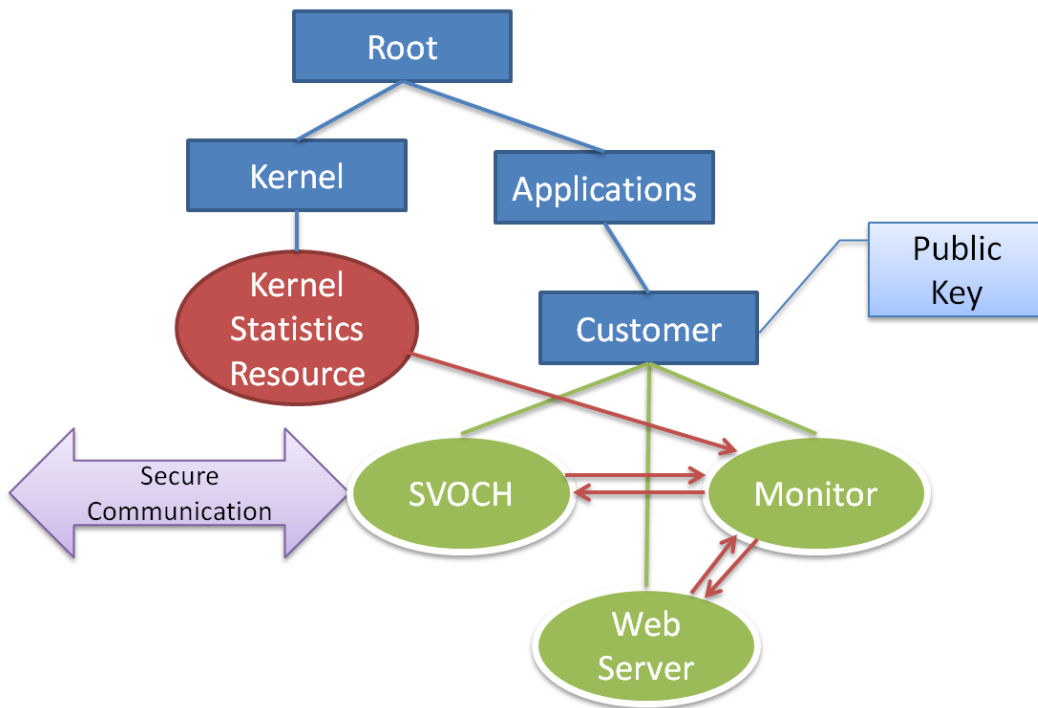 Root
Kernel
Applications
Public
Key
Kernel
Statistics
Resource
Customer
Secure
Communication
SVOCH
Monitor
Web
Server